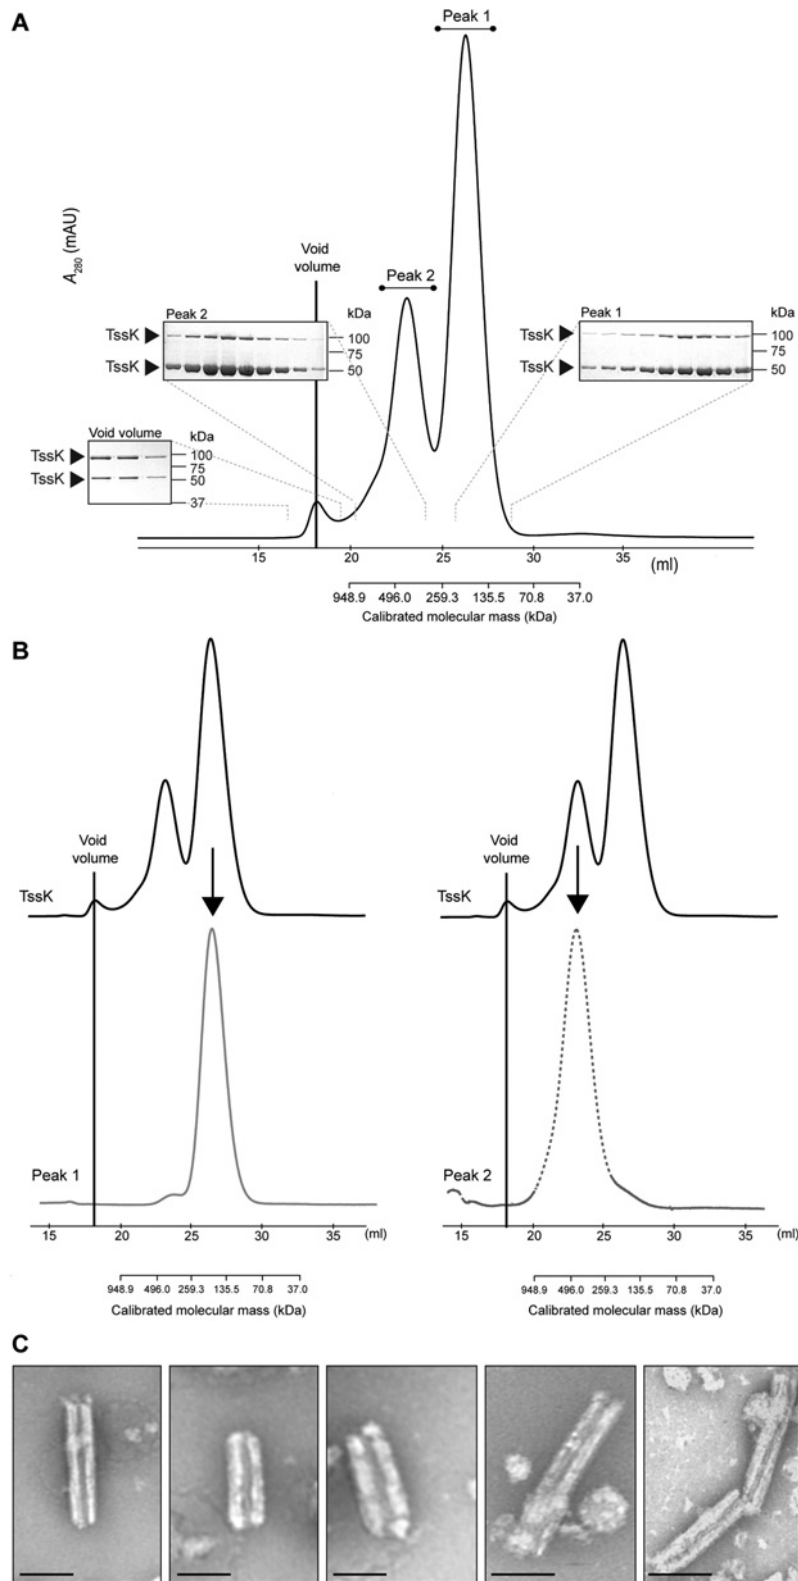 A
Peak 1
A280 (mAU)
Void
volume
Peak 2
Peak 2
kDa
TssK
100
75
TssK
50
Peak 1
kDa
TssK
100
75
TssK
50
Void volume
kDa
TssK
100
75
TssK
50
37
15
20
25
30
35
(ml)
948.9 496.0 259.3 135.5 70.8 37.0
Calibrated molecular mass (kDa)
B
Void
volume
TssK
Peak 1
15 20 25 30 35 (ml)
948.9 496.0 259.3 135.5 70.8 37.0
Calibrated molecular mass (kDa)
Void
volume
TssK
Peak 2
15 20 25 30 35 (ml)
948.9 496.0 259.3 135.5 70.8 37.0
Calibrated molecular mass (kDa)
C